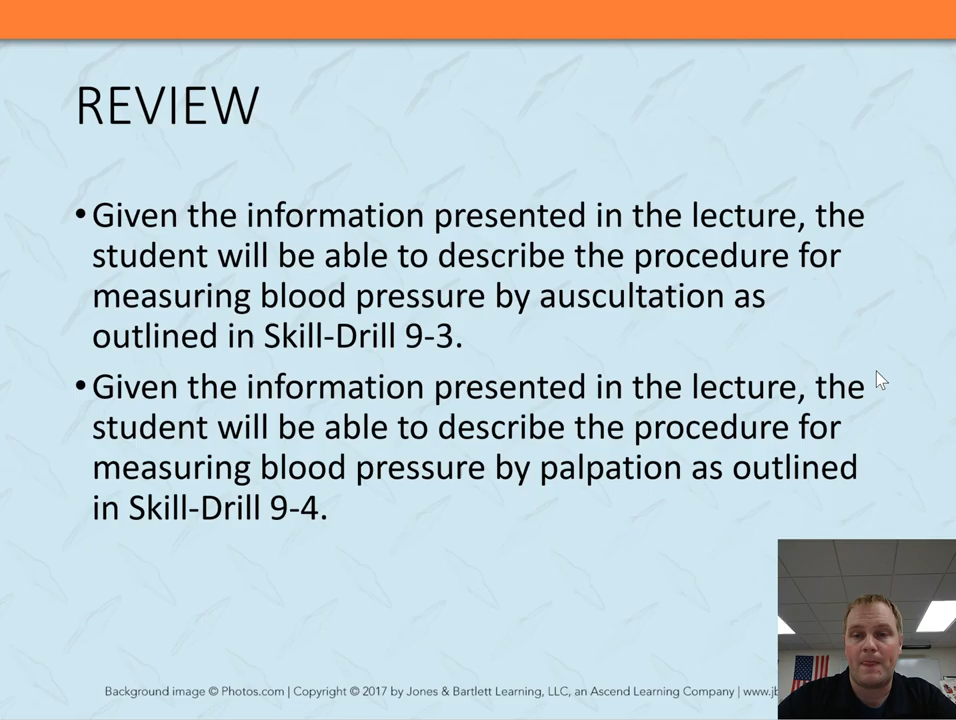 REVIEW
•Given the information presented in the lecture, the
student will be able to describe the procedure for
measuring blood pressure by auscultation as
outlined in Skill-Drill 9-3.
•Given the information presented in the lecture, the
student will be able to describe the procedure for
measuring blood pressure by palpation as outlined
in Skill-Drill 9-4.
Background image © Photos.com | Copyright © 2017 by Jones & Bartlett Learning, LLC, an Ascend Learning Company |